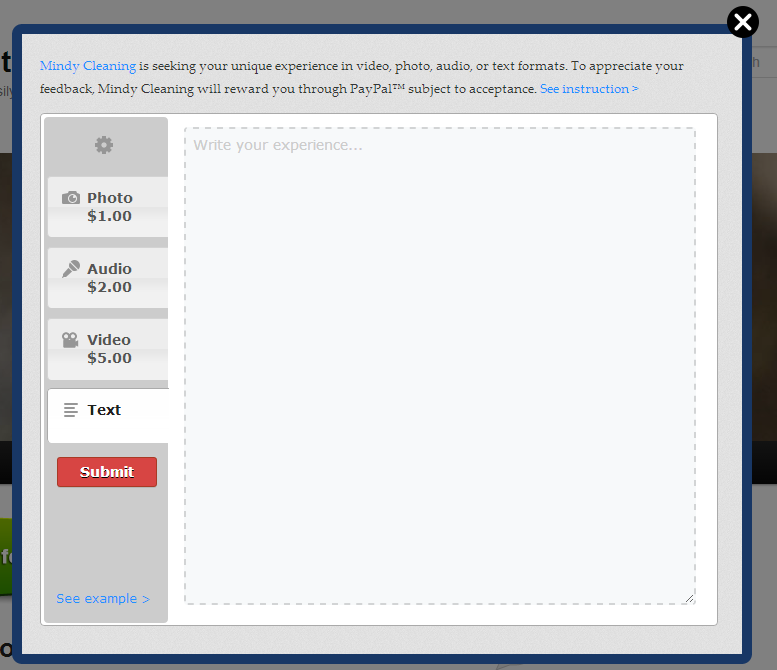 Mindy Cleaning is seeking your unique experience in video, photo, audio, or text formats. To appreciate your
feedback, Mindy Cleaning will reward you through PayPal™ subject to acceptance. See instruction >
Write your experience...
Photo
$1.00
Audio
$2.00
Video
$5.00
Text
Submit
See example >